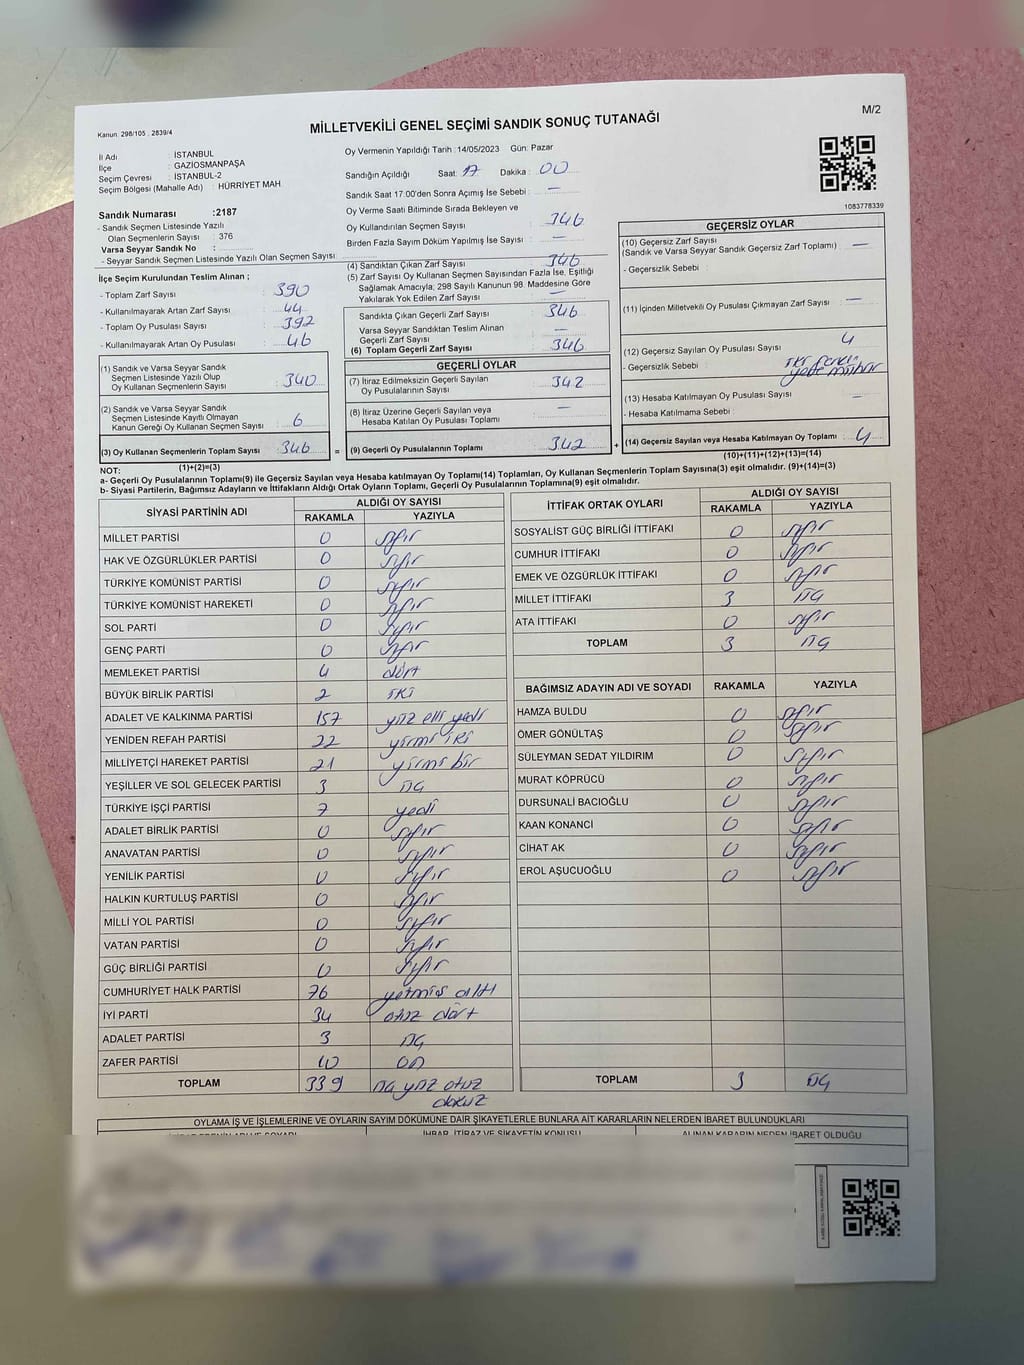 Kanun: 298/105 , 2839/4
M/2
MİLLETVEKİLİ GENEL SEÇİMİ SANDIK SONUÇ TUTANAĞI
İl Adı : İSTANBUL
İlçe : GAZİOSMANPAŞA
Seçim Çevresi : İSTANBUL-2
Seçim Bölgesi (Mahalle Adı) : HÜRRİYET MAH
Sandık Numarası :2187
- Sandık Seçmen Listesinde Yazılı
Olan Seçmenlerin Sayısı : 376
Varsa Seyyar Sandık No :
- Seyyar Sandık Seçmen Listesinde Yazılı Olan Seçmen Sayısı :
Oy Vermenin Yapıldığı Tarih :14/05/2023 Gün: Pazar
Sandığın Açıldığı Saat: 17 Dakika : 00
Sandık Saat 17:00'den Sonra Açımış İse Sebebi : —
Oy Verme Saati Bitiminde Sırada Bekleyen ve
Oy Kullandırılan Seçmen Sayısı : 346
Birden Fazla Sayım Döküm Yapılmış İse Sayısı : —
1083778339
İlçe Seçim Kurulundan Teslim Alınan ;
- Toplam Zarf Sayısı : 390
- Kullanılmayarak Artan Zarf Sayısı : 44
- Toplam Oy Pusulası Sayısı : 392
- Kullanılmayarak Artan Oy Pusulası : 46
(1) Sandık ve Varsa Seyyar Sandık
Seçmen Listesinde Yazılı Olup
Oy Kullanan Seçmenlerin Sayısı : 340
(2) Sandık ve Varsa Seyyar Sandık
Seçmen Listesinde Kayıtlı Olmayan
Kanun Gereği Oy Kullanan Seçmen Sayısı : 6
(3) Oy Kullanan Seçmenlerin Toplam Sayısı : 346 =
(1)+(2)=(3)
(4) Sandıktan Çıkan Zarf Sayısı : 346
(5) Zarf Sayısı Oy Kullanan Seçmen Sayısından Fazla İse, Eşitliği
Sağlamak Amacıyla; 298 Sayılı Kanunun 98. Maddesine Göre
Yakılarak Yok Edilen Zarf Sayısı : —
Sandıkta Çıkan Geçerli Zarf Sayısı : 346
Varsa Seyyar Sandıktan Teslim Alınan
Geçerli Zarf Sayısı : —
(6) Toplam Geçerli Zarf Sayısı : 346
GEÇERLİ OYLAR
(7) İtiraz Edilmeksizin Geçerli Sayılan
Oy Pusulalarının Sayısı : 342
(8) İtiraz Üzerine Geçerli Sayılan veya
Hesaba Katılan Oy Pusulası Toplamı : —
(9) Geçerli Oy Pusulalarının Toplamı : 342 +
GEÇERSİZ OYLAR
(10) Geçersiz Zarf Sayısı
(Sandık ve Varsa Seyyar Sandık Geçersiz Zarf Toplamı) : —
- Geçersizlik Sebebi :
(11) İçinden Milletvekili Oy Pusulası Çıkmayan Zarf Sayısı : —
(12) Geçersiz Sayılan Oy Pusulası Sayısı : 4
- Geçersizlik Sebebi :
(13) Hesaba Katılmayan Oy Pusulası Sayısı : —
- Hesaba Katılmama Sebebi :
(14) Geçersiz Sayılan veya Hesaba Katılmayan Oy Toplamı : 4
(10)+(11)+(12)+(13)=(14)
NOT:
a- Geçerli Oy Pusulalarının Toplamı(9) ile Geçersiz Sayılan veya Hesaba katılmayan Oy Toplamı(14) Toplamları, Oy Kullanan Seçmenlerin Toplam Sayısına(3) eşit olmalıdır. (9)+(14)=(3)
b- Siyasi Partilerin, Bağımsız Adayların ve İttifakların Aldığı Ortak Oyların Toplamı, Geçerli Oy Pusulalarının Toplamına(9) eşit olmalıdır.
SİYASİ PARTİNİN ADI ALDIĞI OY SAYISI
RAKAMLA YAZIYLA
MİLLET PARTİSİ 0 sıfır
HAK VE ÖZGÜRLÜKLER PARTİSİ 0 sıfır
TÜRKİYE KOMÜNİST PARTİSİ 0 sıfır
TÜRKİYE KOMÜNİST HAREKETİ 0 sıfır
SOL PARTİ 0 sıfır
GENÇ PARTİ 0 sıfır
MEMLEKET PARTİSİ 4 dört
BÜYÜK BİRLİK PARTİSİ 2 iki
ADALET VE KALKINMA PARTİSİ 157 yüz elli yedi
YENİDEN REFAH PARTİSİ 22 yirmi iki
MİLLİYETÇİ HAREKET PARTİSİ 21 yirmi bir
YEŞİLLER VE SOL GELECEK PARTİSİ 3 üç
TÜRKİYE İŞÇİ PARTİSİ 7 yedi
ADALET BİRLİK PARTİSİ 0 sıfır
ANAVATAN PARTİSİ 0 sıfır
YENİLİK PARTİSİ 0 sıfır
HALKIN KURTULUŞ PARTİSİ 0 sıfır
MİLLİ YOL PARTİSİ 0 sıfır
VATAN PARTİSİ 0 sıfır
GÜÇ BİRLİĞİ PARTİSİ 0 sıfır
CUMHURİYET HALK PARTİSİ 76 yetmiş altı
İYİ PARTİ 34 otuz dört
ADALET PARTİSİ 3 üç
ZAFER PARTİSİ 10 on
TOPLAM 339 üç yüz otuz
dokuz
İTTİFAK ORTAK OYLARI ALDIĞI OY SAYISI
RAKAMLA YAZIYLA
SOSYALİST GÜÇ BİRLİĞİ İTTİFAKI 0 sıfır
CUMHUR İTTİFAKI 0 sıfır
EMEK VE ÖZGÜRLÜK İTTİFAKI 0 sıfır
MİLLET İTTİFAKI 3 üç
ATA İTTİFAKI 0 sıfır
TOPLAM 3 üç
BAĞIMSIZ ADAYIN ADI VE SOYADI RAKAMLA YAZIYLA
HAMZA BULDU 0 sıfır
ÖMER GÖNÜLTAŞ 0 sıfır
SÜLEYMAN SEDAT YILDIRIM 0 sıfır
MURAT KÖPRÜCÜ 0 sıfır
DURSUNALİ BACIOĞLU 0 sıfır
KAAN KONANCİ 0 sıfır
CİHAT AK 0 sıfır
EROL AŞUCUOĞLU 0 sıfır
TOPLAM 3 üç
OYLAMA İŞ VE İŞLEMLERİNE VE OYLARIN SAYIM DÖKÜMÜNE DAİR ŞİKAYETLERLE BUNLARA AİT KARARLARIN NELERDEN İBARET BULUNDUKLARI
İHBAR, İTİRAZ VE ŞİKAYETİN KONUSU
ALINAN KARARIN NEDEN İBARET OLDUĞU